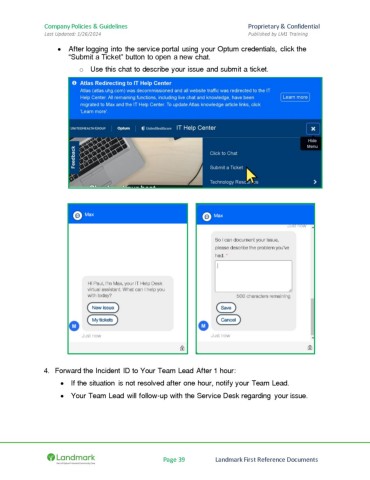 Company Policies & Guidelines
Proprietary & Confidential
Last Updated: 1/26/2024
Published by LMI Training
• After logging into the service portal using your Optum credentials, click the
"Submit a Ticket" button to open a new chat.
o Use this chat to describe your issue and submit a ticket.
Atlas Redirecting to IT Help Center
Atlas (atlas.uhg.com) was decommissioned and all website traffic was redirected to the IT
Help Center. All remaining functions, including live chat and knowledge, have been
migrated to Max and the IT Help Center. To update Atlas knowledge article links, click
'Learn more'.
Learn more
UNITEDHEALTH GROUP
Optum
UnitedHealthcare
IT Help Center
x
Hide
Menu
Feedback
Click to Chat
Submit a Ticket
Technology
Max
Hi Paul, I'm Max, your IT Help Desk
virtual assistant. What can I help you
with today?
New issue
My tickets
M
Just now
Max
Just now
So I can document your issue,
please describe the problem you've
had. *
500 characters remaining
Save
Cancel
M
Just now
4. Forward the Incident ID to Your Team Lead After 1 hour:
• If the situation is not resolved after one hour, notify your Team Lead.
• Your Team Lead will follow-up with the Service Desk regarding your issue.
Landmark
Page 39
Landmark First Reference Documents